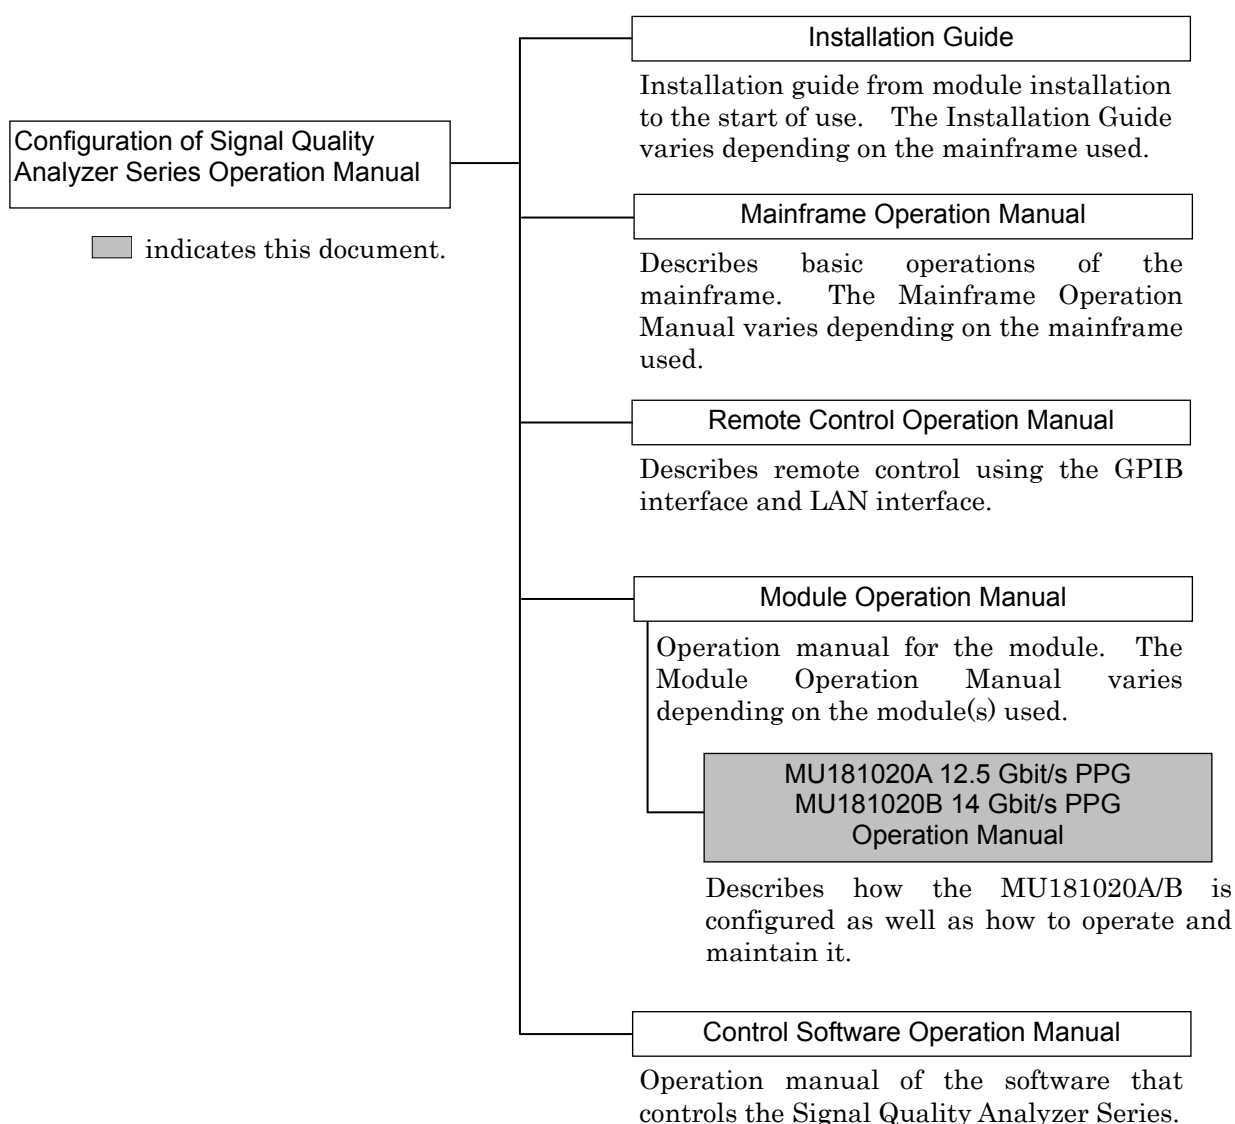 Installation Guide
Installation guide from module installation
to the start of use. The Installation Guide
varies depending on the mainframe used.
Configuration of Signal Quality
Analyzer Series Operation Manual
indicates this document.
Mainframe Operation Manual
Describes basic operations of the
mainframe. The Mainframe Operation
Manual varies depending on the mainframe
used.
Remote Control Operation Manual
Describes remote control using the GPIB
interface and LAN interface.
Module Operation Manual
Operation manual for the module. The
Module Operation Manual varies
depending on the module(s) used.
MU181020A 12.5 Gbit/s PPG
MU181020B 14 Gbit/s PPG
Operation Manual
Describes how the MU181020A/B is
configured as well as how to operate and
maintain it.
Control Software Operation Manual
Operation manual of the software that
controls the Signal Quality Analyzer Series.